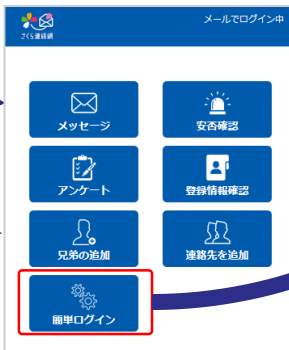 メールでログイン中
さくら連絡網
メッセージ
安否確認
アンケート
登録情報確認
兄弟の追加
連絡先を追加
簡単ログイン